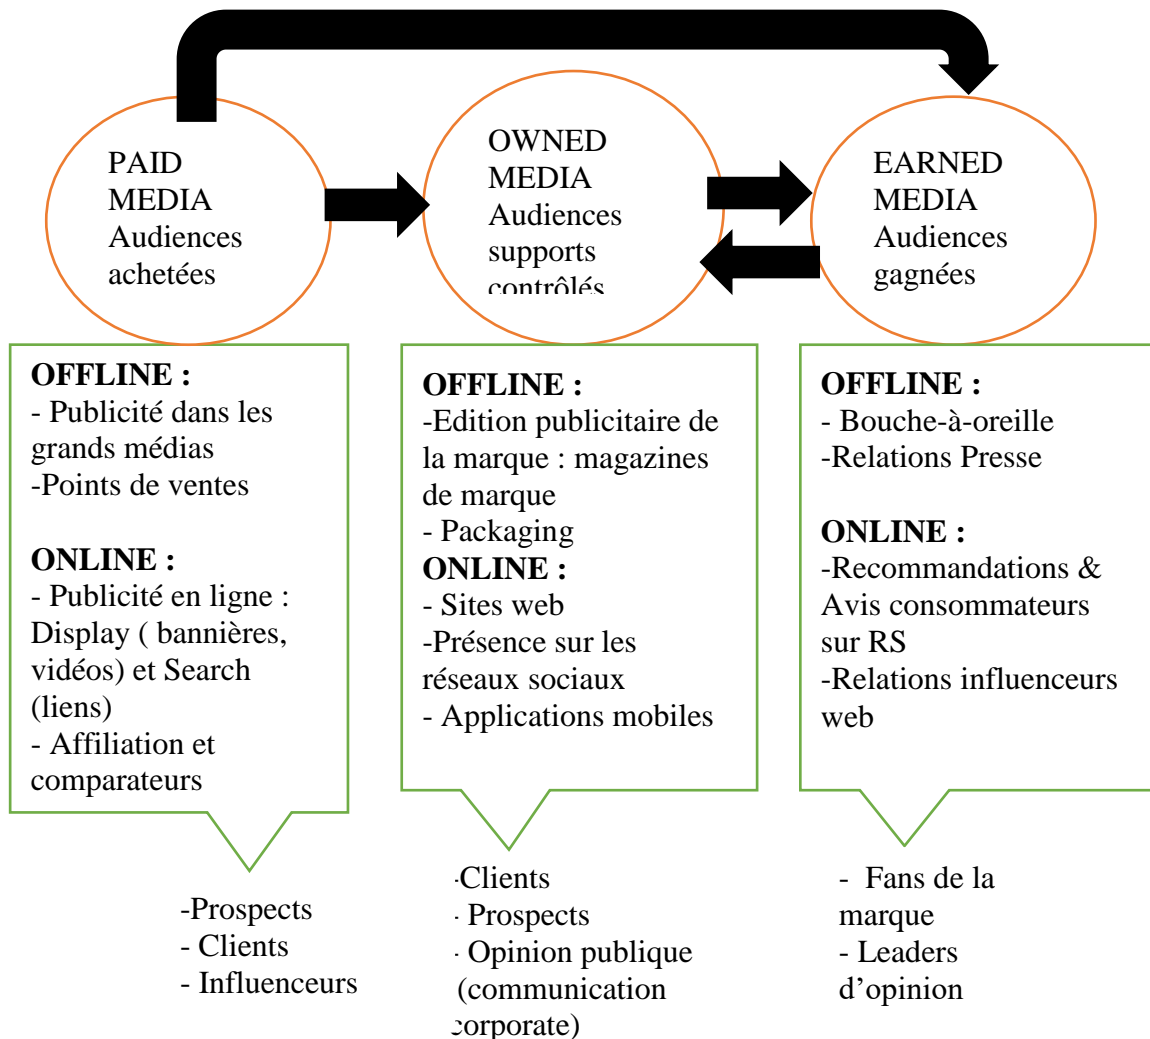 PAID
MEDIA
Audiences
achetées
OWNED
MEDIA
Audiences
supports
contrôlés
EARNED
MEDIA
Audiences
gagnées
OFFLINE :
- Publicité dans les
grands médias
-Points de ventes
ONLINE :
- Publicité en ligne :
Display ( bannières,
vidéos) et Search
(liens)
- Affiliation et
comparateurs
OFFLINE :
-Edition publicitaire de
la marque : magazines
de marque
- Packaging
ONLINE :
- Sites web
-Présence sur les
réseaux sociaux
- Applications mobiles
OFFLINE :
- Bouche-à-oreille
-Relations Presse
ONLINE :
-Recommandations &
Avis consommateurs
sur RS
-Relations influenceurs
web
-Prospects
- Clients
- Influenceurs
-Clients
- Prospects
- Opinion publique
(communication
corporate)
- Fans de la
marque
- Leaders
d’opinion